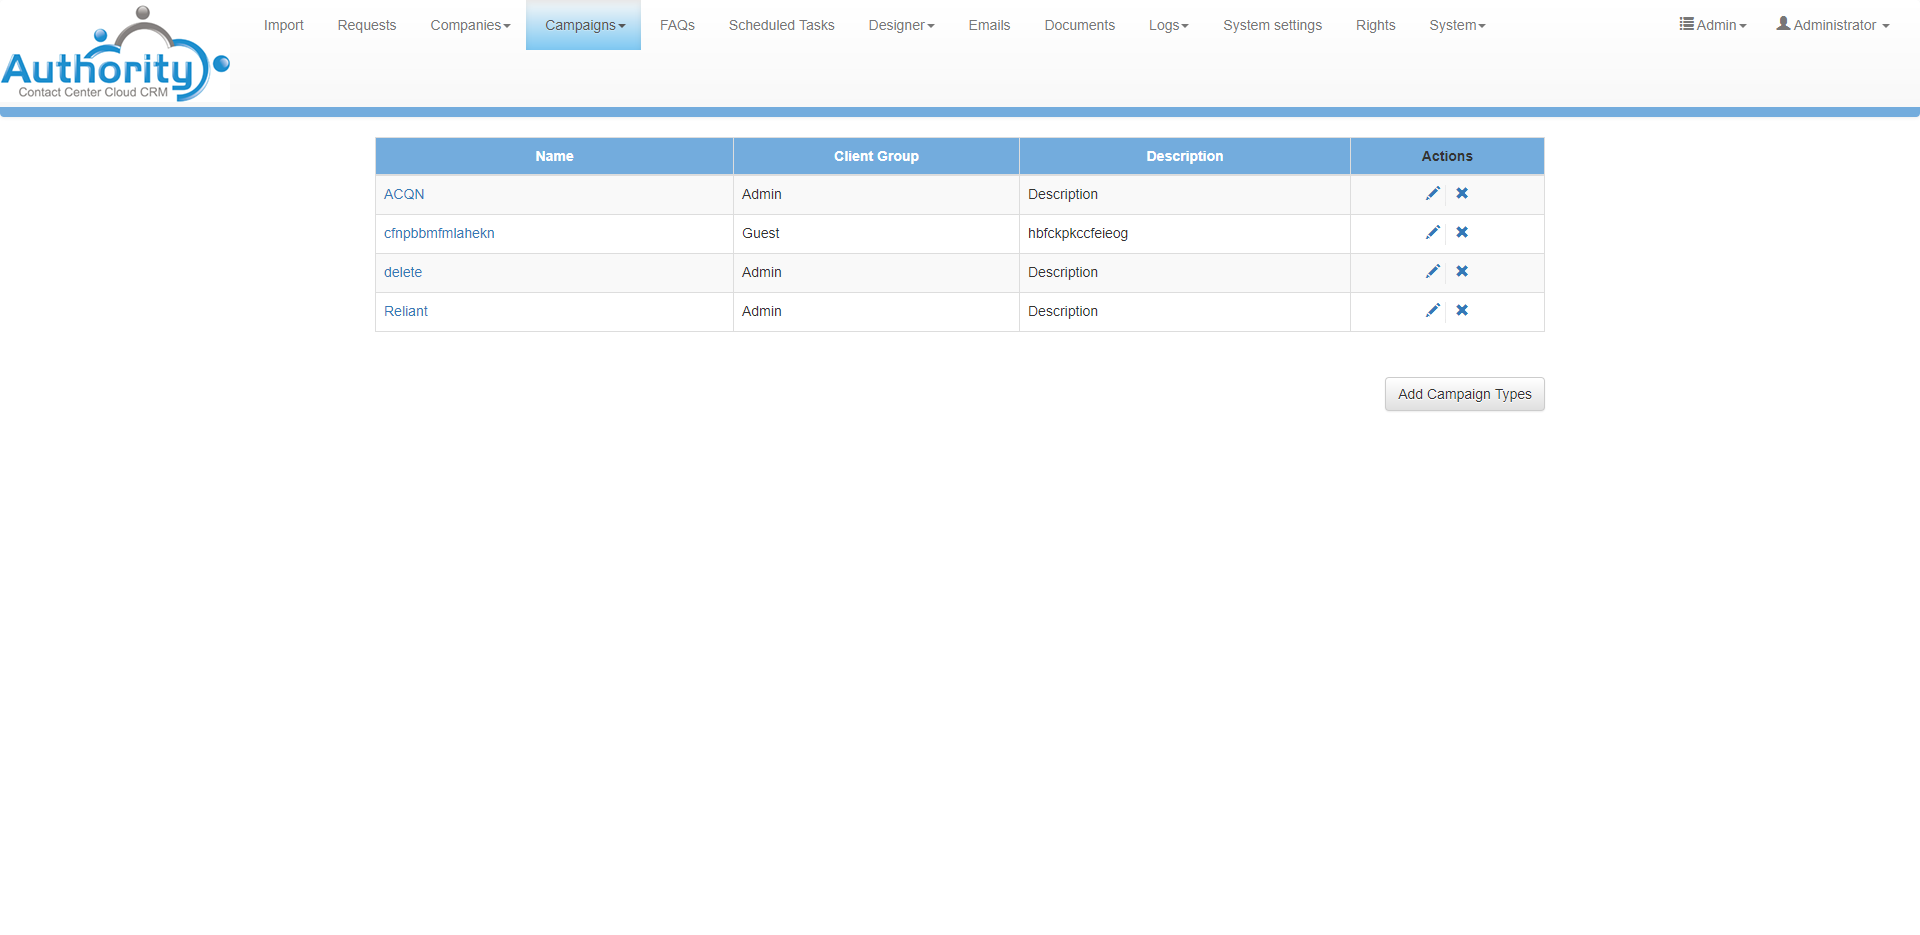 Authority
Contact Center Cloud CRM
Import Requests Companies Campaigns FAQs Scheduled Tasks Designer Emails Documents Logs System settings Rights System Admin Administrator
Name Client Group Description Actions
ACQN Admin Description
cfnpbbmfmlahekn Guest hbfckpkccfeieog
delete Admin Description
Reliant Admin Description
Add Campaign Types